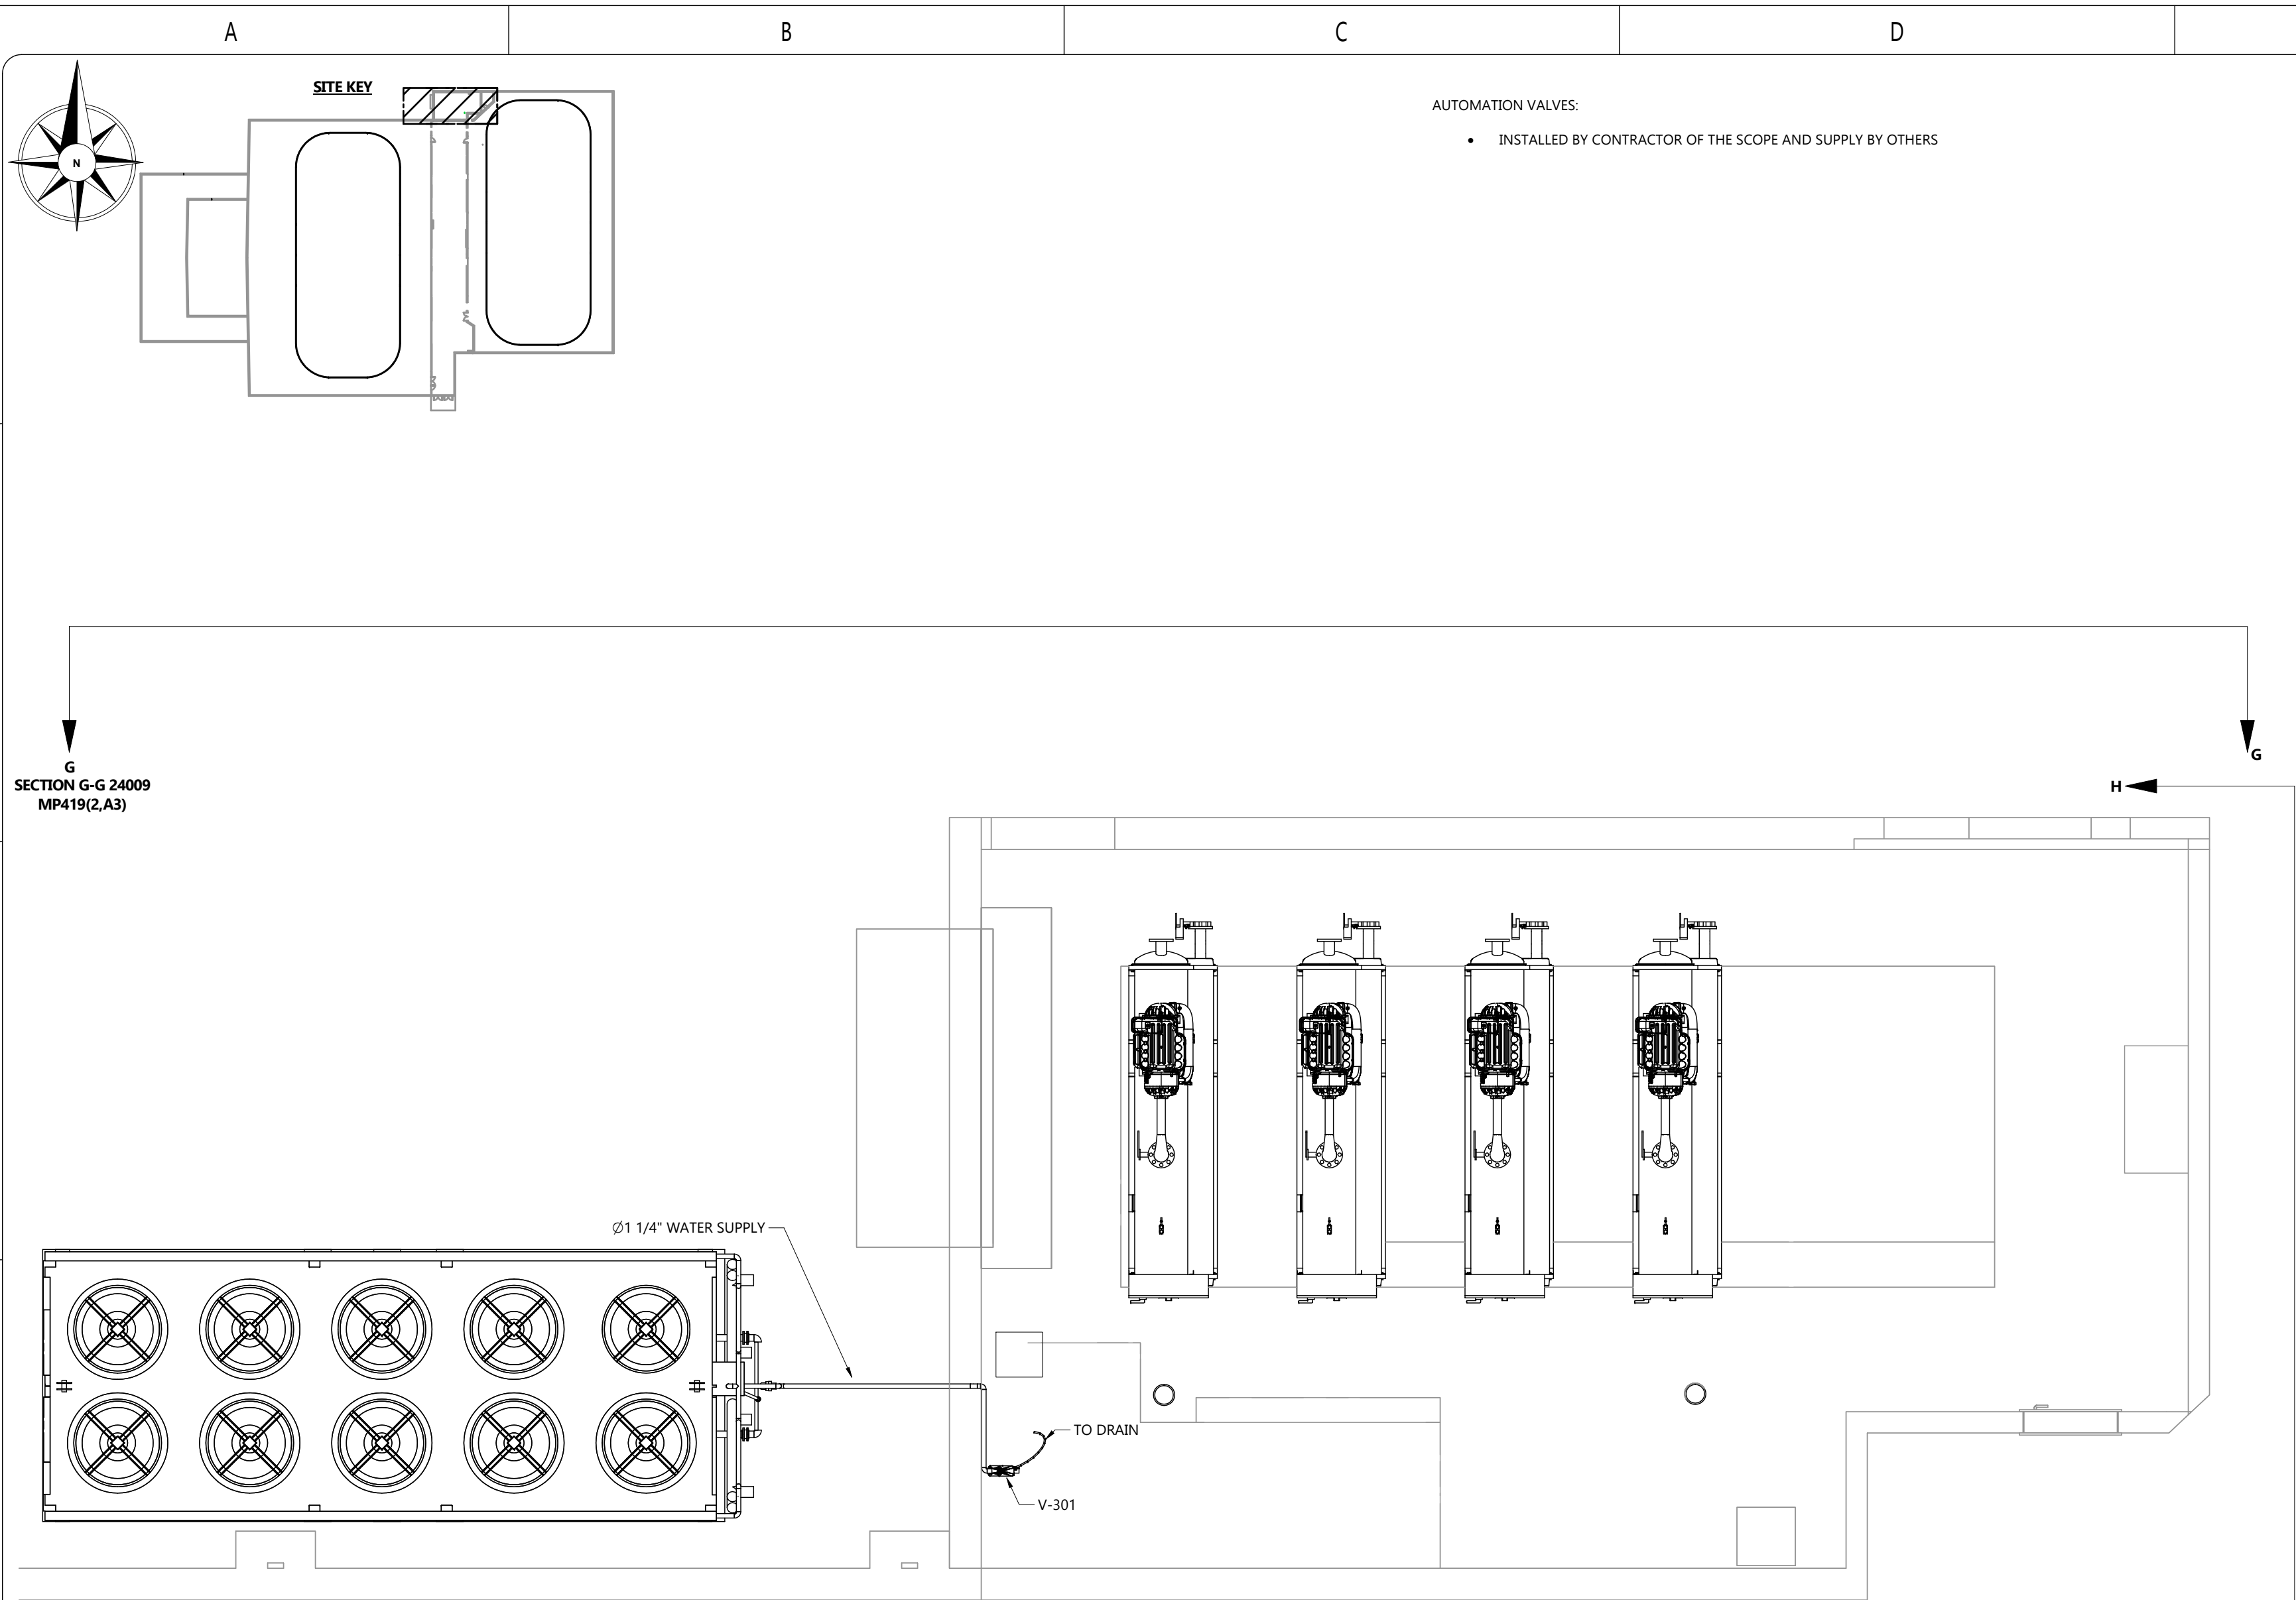 A
B
C
D
SITE KEY
N
AUTOMATION VALVES:
• INSTALLED BY CONTRACTOR OF THE SCOPE AND SUPPLY BY OTHERS
G
SECTION G-G 24009
MP419(2,A3)
G
H
Ø1 1/4" WATER SUPPLY
TO DRAIN
V-301